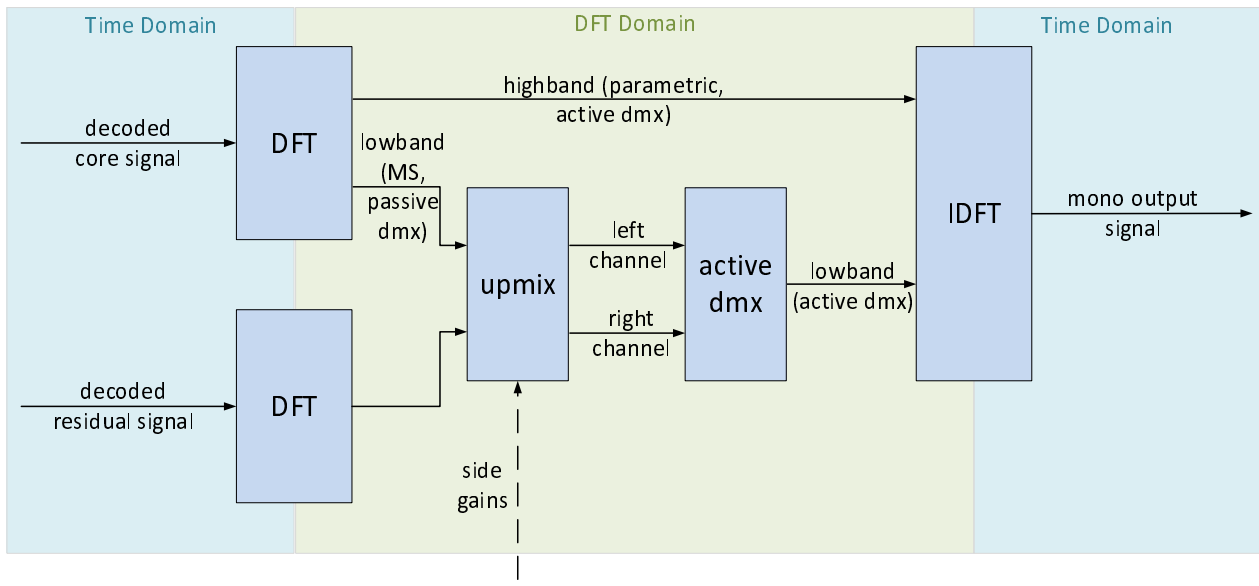 Time Domain
DFT Domain
Time Domain
highband (parametric,
active dmx)
decoded
core signal
DFT
lowband
(MS,
passive
dmx)
upmix
left
channel
right
channel
active
dmx
lowband
(active dmx)
IDFT
mono output
signal
decoded
residual signal
DFT
side
gains